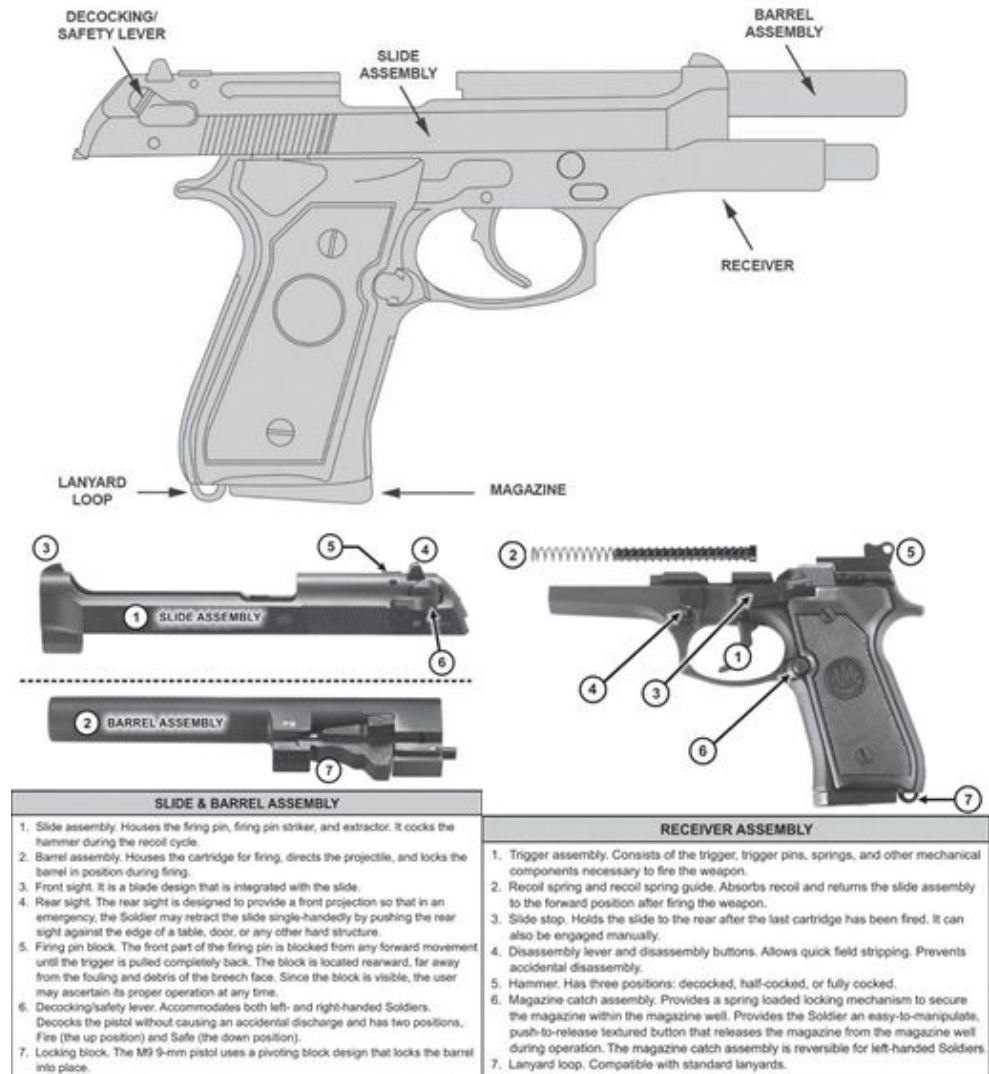 DECOCKING/
SAFETY LEVER
SLIDE
ASSEMBLY
BARREL
ASSEMBLY
RECEIVER
LANYARD
LOOP
MAGAZINE
3
5
4
1 SLIDE ASSEMBLY
6
2 BARREL ASSEMBLY
7
2
5
4
3
1
6
7
SLIDE & BARREL ASSEMBLY
1. Slide assembly. Houses the firing pin, firing pin striker, and extractor. It cocks the
hammer during the recoil cycle.
2. Barrel assembly. Houses the cartridge for firing, directs the projectile, and locks the
barrel in position during firing.
3. Front sight. It is a blade design that is integrated with the slide.
4. Rear sight. The rear sight is designed to provide a front projection so that in an
emergency, the Soldier may retract the slide single-handedly by pushing the rear
sight against the edge of a table, door, or any other hard structure.
5. Firing pin block. The front part of the firing pin is blocked from any forward movement
until the trigger is pulled completely back. The block is located rearward, far away
from the fouling and debris of the breech face. Since the block is visible, the user
may ascertain its proper operation at any time.
6. Decocking/safety lever. Accommodates both left- and right-handed Soldiers.
Decocks the pistol without causing an accidental discharge and has two positions,
Fire (the up position) and Safe (the down position).
7. Locking block. The M9 9-mm pistol uses a pivoting block design that locks the barrel
into place.
RECEIVER ASSEMBLY
1. Trigger assembly. Consists of the trigger, trigger pins, springs, and other mechanical
components necessary to fire the weapon.
2. Recoil spring and recoil spring guide. Absorbs recoil and returns the slide assembly
to the forward position after firing the weapon.
3. Slide stop. Holds the slide to the rear after the last cartridge has been fired. It can
also be engaged manually.
4. Disassembly lever and disassembly buttons. Allows quick field stripping. Prevents
accidental disassembly.
5. Hammer. Has three positions: decocked, half-cocked, or fully cocked.
6. Magazine catch assembly. Provides a spring loaded locking mechanism to secure
the magazine within the magazine well. Provides the Soldier an easy-to-manipulate,
push-to-release textured button that releases the magazine from the magazine well
during operation. The magazine catch assembly is reversible for left-handed Soldiers.
7. Lanyard loop. Compatible with standard lanyards.